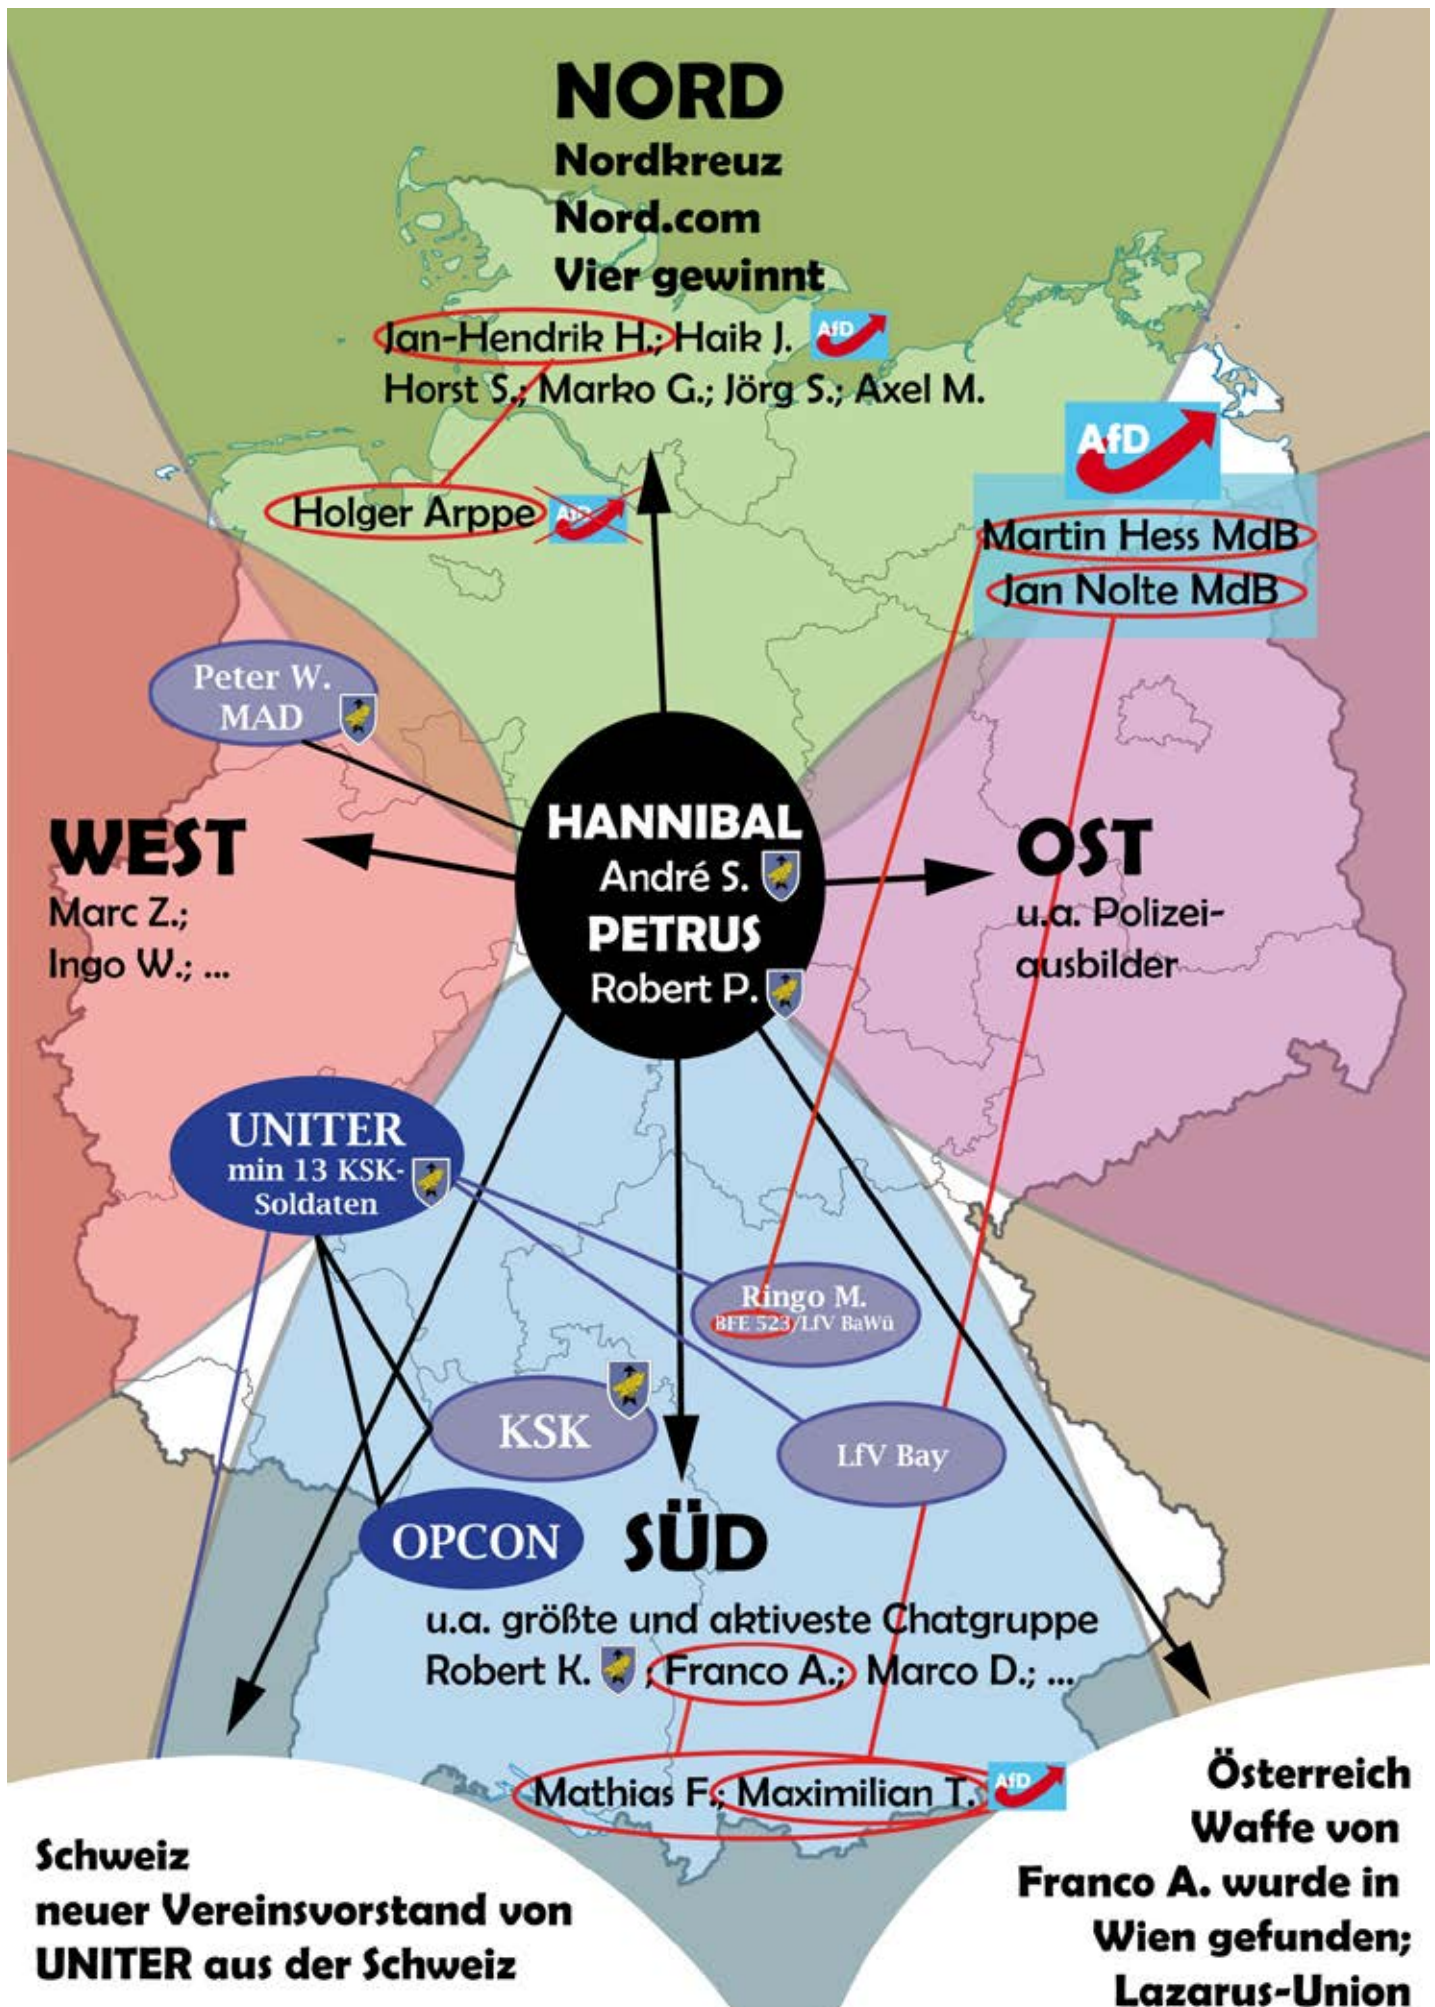 NORD
Nordkreuz
Nord.com
Vier gewinnt
Jan-Hendrik H.; Haik J. AfD
Horst S.; Marko G.; Jörg S.; Axel M.
Holger Arppe AfD
AfD
Martin Hess MdB
Jan Nolte MdB
Peter W.
MAD
HANNIBAL
André S.
PETRUS
Robert P.
WEST
Marc Z.;
Ingo W.; ...
OST
u.a. Polizei-
ausbilder
UNITER
min 13 KSK-
Soldaten
Ringo M.
BFE 523/LfV BaWü
KSK
LfV Bay
OPCON
SÜD
u.a. größte und aktiveste Chatgruppe
Robert K. ; Franco A.; Marco D.; ...
Mathias F.; Maximilian T. AfD
Schweiz
neuer Vereinsvorstand von
UNITER aus der Schweiz
Österreich
Waffe von
Franco A. wurde in
Wien gefunden;
Lazarus-Union